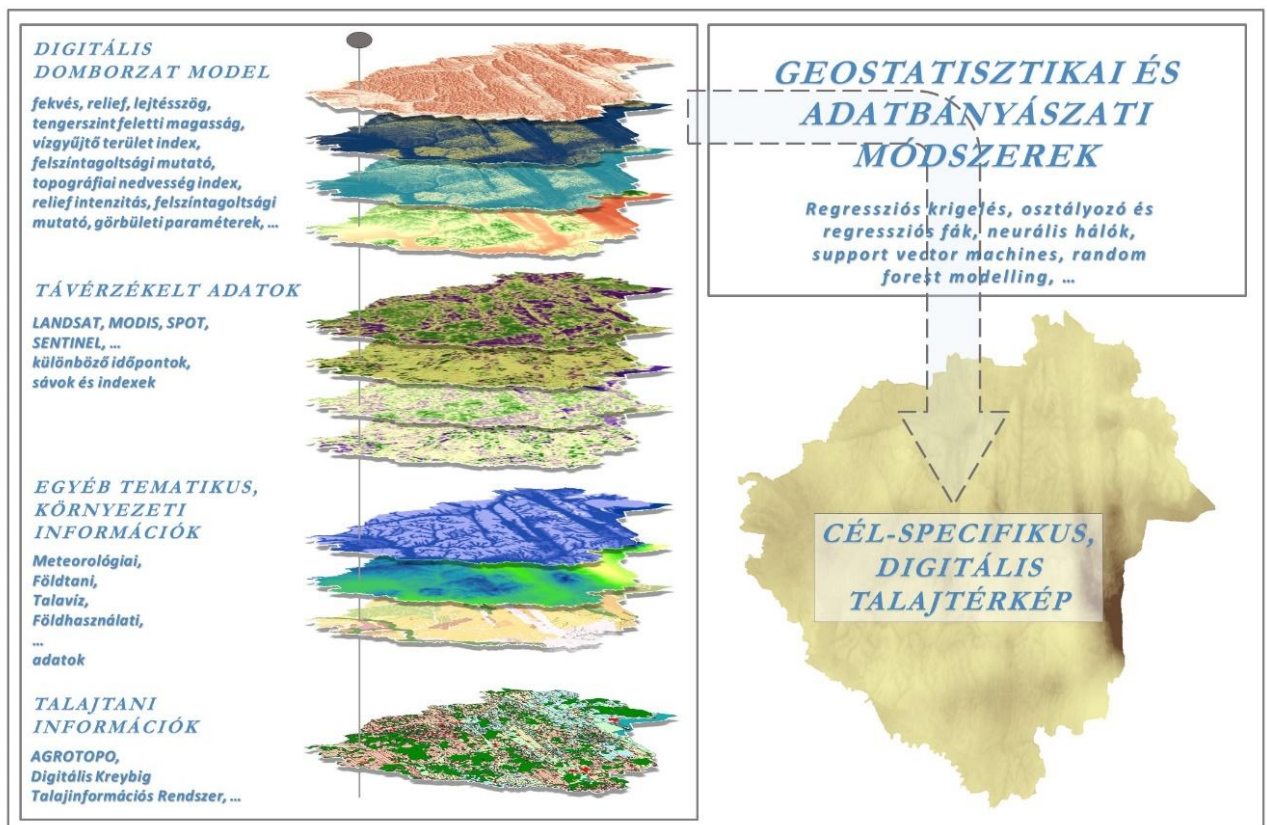 DIGITÁLIS
DOMBORZAT MODEL
fekvés, relief, lejtésszög,
tengerszint feletti magasság,
vízgyűjtő terület index,
felszíntagoltsági mutató,
topográfiai nedvesség index,
relief intenzitás, felszíntagoltsági
mutató, görbületi paraméterek, ...
TÁVÉRZÉKELT ADATOK
LANDSAT, MODIS, SPOT,
SENTINEL, ...
különböző időpontok,
sávok és indexek
EGYÉB TEMATIKUS,
KÖRNYEZETI
INFORMÁCIÓK
Meteorológiai,
Földtani,
Talavíz,
Földhasználati,
...
adatok
TALAJTANI
INFORMÁCIÓK
AGROTOPO,
Digitális Kreybig
Talajinformációs Rendszer, ...
GEOSTATISZTIKAI ÉS
ADATBÁNYÁSZATI
MÓDSZEREK
Regressziós krigelés, osztályozó és
regressziós fák, neurális hálók,
support vector machines, random
forest modelling, ...
CÉL-SPECIFIKUS,
DIGITÁLIS
TALAJTÉRKÉP